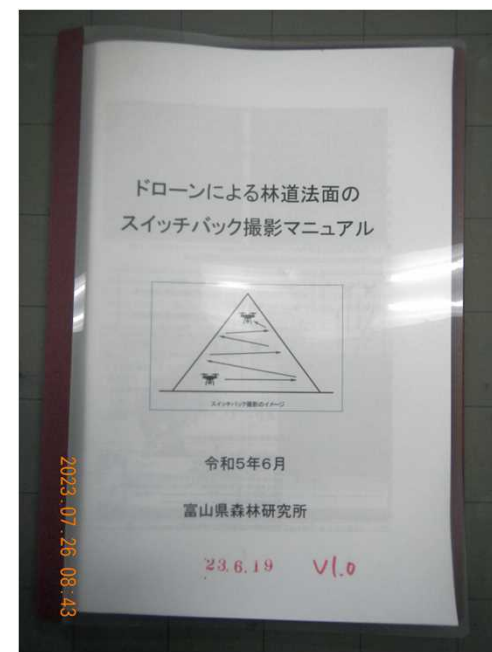 ドローンによる林道法面の
スイッチバック撮影マニュアル
スイッチバック撮影のイメージ
令和5年6月
富山県森林研究所
23.6.19 V1.0
2023.07.26 08:43